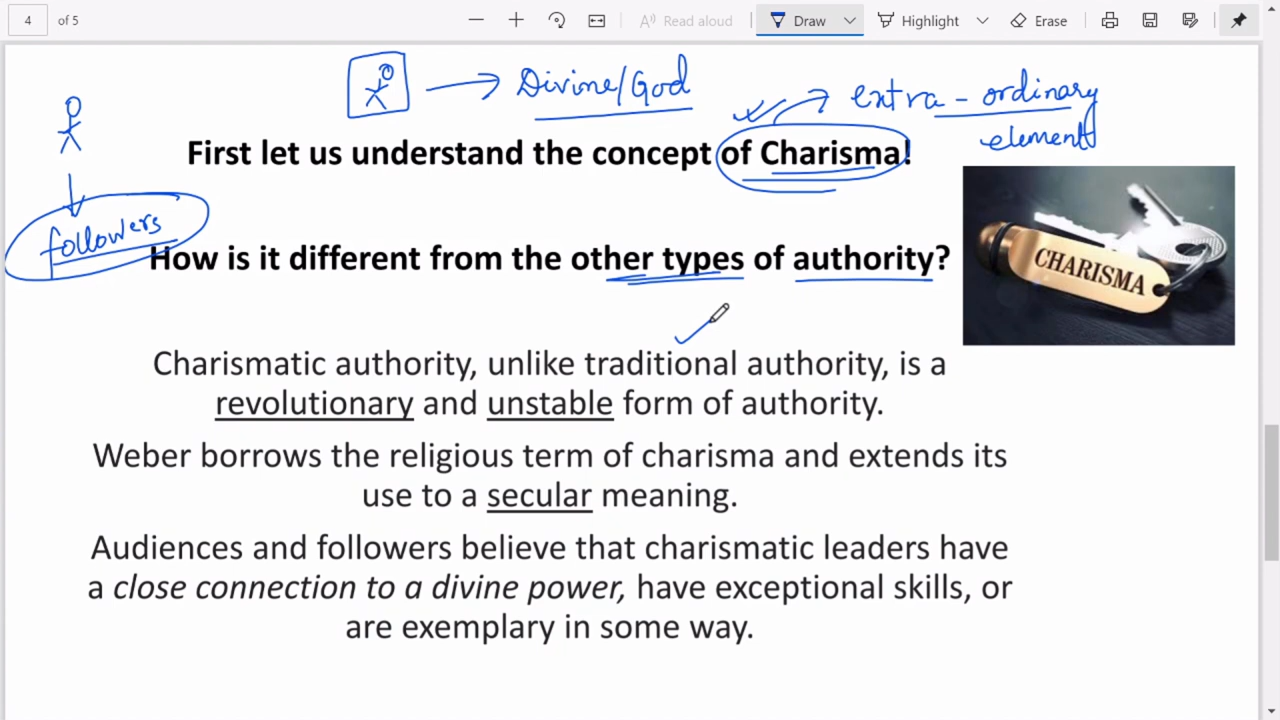 4 of 5 Read aloud Draw Highlight Erase
Divine/God
extra-ordinary
element
First let us understand the concept of Charisma!
followers
How is it different from the other types of authority?
CHARISMA
Charismatic authority, unlike traditional authority, is a
revolutionary and unstable form of authority.
Weber borrows the religious term of charisma and extends its
use to a secular meaning.
Audiences and followers believe that charismatic leaders have
a close connection to a divine power, have exceptional skills, or
are exemplary in some way.